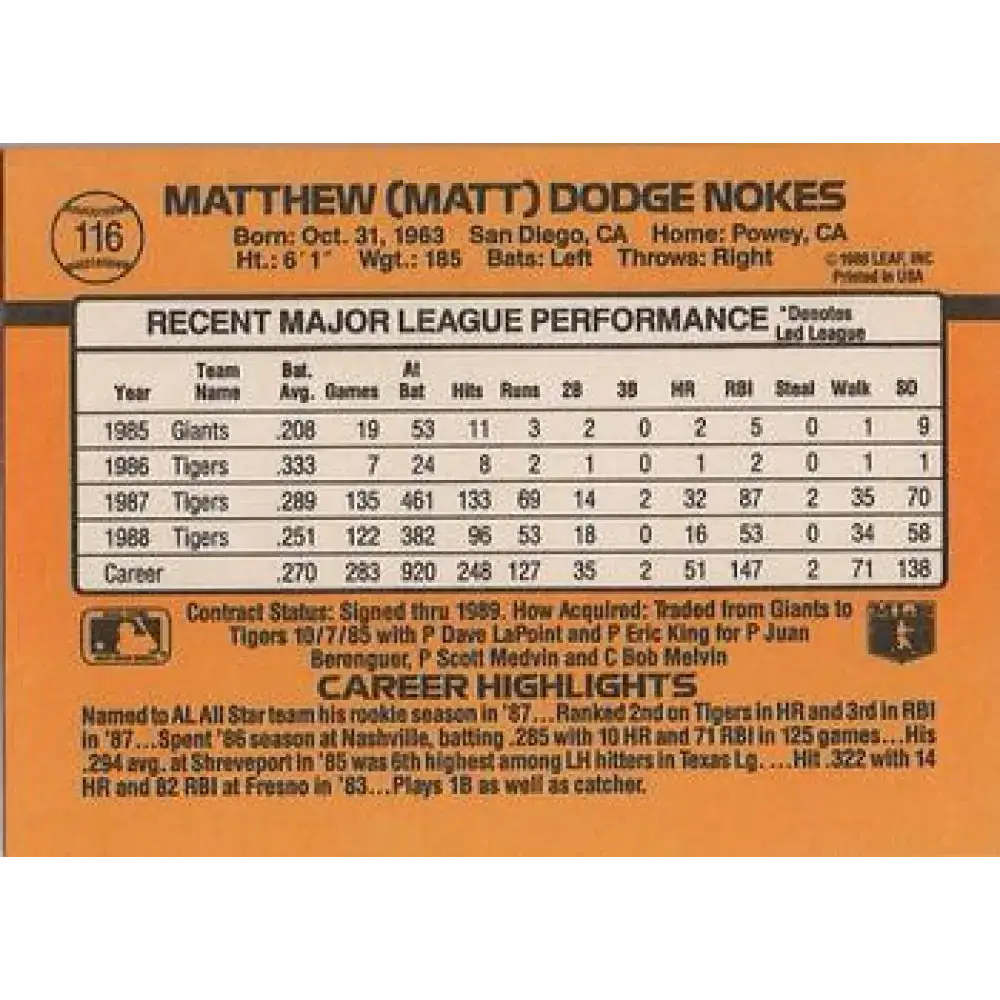 116
MATTHEW (MATT) DODGE NOKES
Born: Oct. 31, 1963 San Diego, CA Home: Powey, CA
Ht.: 6'1" Wgt.: 185 Bats: Left Throws: Right
© 1988 LEAF, INC
Printed in USA
RECENT MAJOR LEAGUE PERFORMANCE *Denotes Led League
Year Team Name Bat. Avg. Games At Bat Hits Runs 2B 3B HR RBI Steal Walk SO
1985 Giants .208 19 53 11 3 2 0 2 5 0 1 9
1986 Tigers .333 7 24 8 2 1 0 1 2 0 1 1
1987 Tigers .289 135 461 133 69 14 2 32 87 2 35 70
1988 Tigers .251 122 382 96 53 18 0 16 53 0 34 58
Career .270 283 920 248 127 35 2 51 147 2 71 138
Contract Status: Signed thru 1989. How Acquired: Traded from Giants to
Tigers 10/7/85 with P Dave LaPoint and P Eric King for P Juan
Berenguer, P Scott Medvin and C Bob Melvin
CAREER HIGHLIGHTS
Named to AL All Star team his rookie season in '87...Ranked 2nd on Tigers in HR and 3rd in RBI
in '87...Spent '86 season at Nashville, batting .285 with 10 HR and 71 RBI in 125 games...His
.294 avg. at Shreveport in '85 was 6th highest among LH hitters in Texas Lg. ...Hit .322 with 14
HR and 82 RBI at Fresno in '83...Plays 1B as well as catcher.